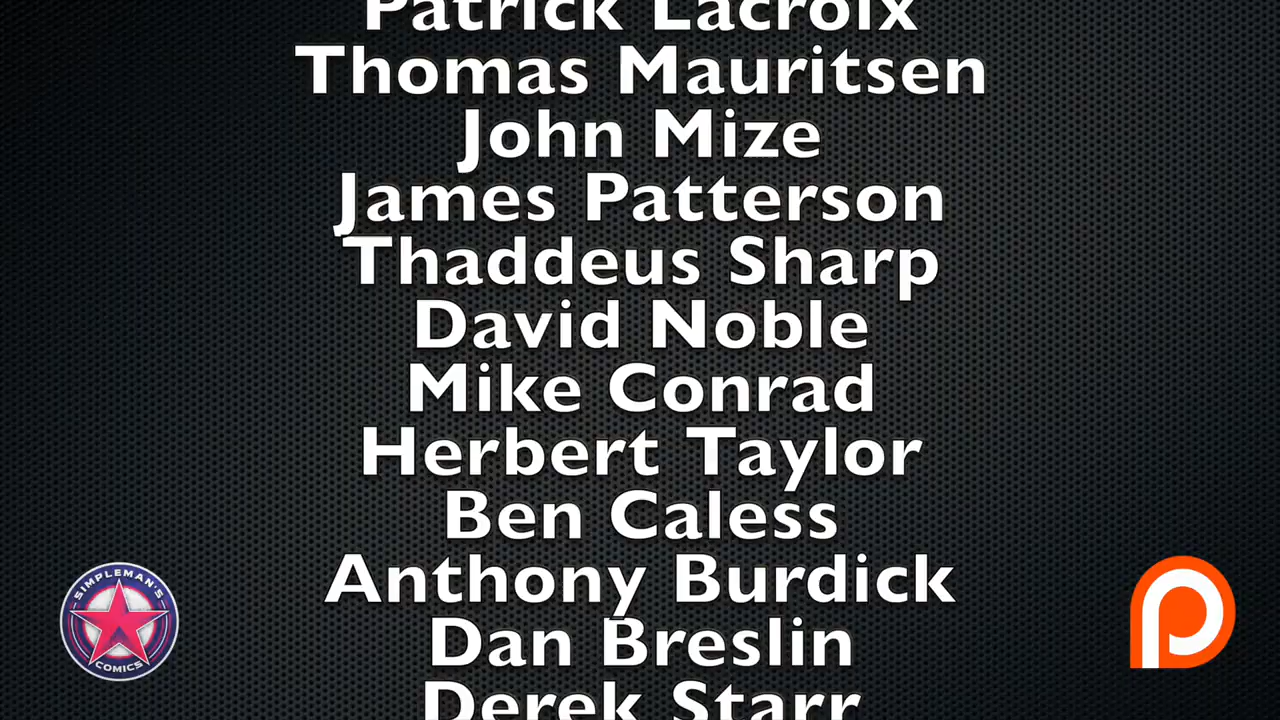 Patrick Lacroix
Thomas Mauritsen
John Mize
James Patterson
Thaddeus Sharp
David Noble
Mike Conrad
Herbert Taylor
Ben Caless
Anthony Burdick
Dan Breslin
Derek Starr
SIMPLEMAN'S
COMICS